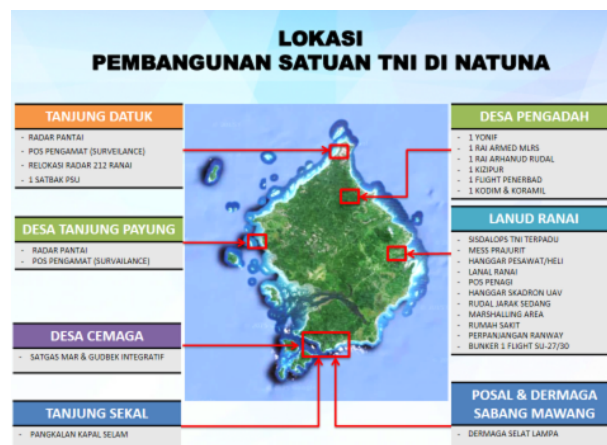 LOKASI
PEMBANGUNAN SATUAN TNI DI NATUNA
TANJUNG DATUK
- RADAR PANTAI
- POS PENGAMAT (SURVEILANCE)
- RELOKASI RADAR 212 RANAI
- 1 SATBAK PSU
DESA TANJUNG PAYUNG
- RADAR PANTAI
- POS PENGAMAT (SURVAILANCE)
DESA CEMAGA
- SATGAS MAR & GUDBEK INTEGRATIF
TANJUNG SEKAL
- PANGKALAN KAPAL SELAM
DESA PENGADAH
- 1 YONIF
- 1 RAI ARMED MLRS
- 1 RAI ARHANUD RUDAL
- 1 KIZIPUR
- 1 FLIGHT PENERBAD
- 1 KODIM & KORAMIL
LANUD RANAI
- SISDALOPS TNI TERPADU
- MESS PRAJURIT
- HANGGAR PESAWAT/HELI
- LANAL RANAI
- POS PENAGI
- HANGGAR SKADRON UAV
- RUDAL JARAK SEDANG
- MARSHALLING AREA
- RUMAH SAKIT
- PERPANJANGAN RANWAY
- BUNKER 1 FLIGHT SU-27/30
POSAL & DERMAGA
SABANG MAWANG
- DERMAGA SELAT LAMPA